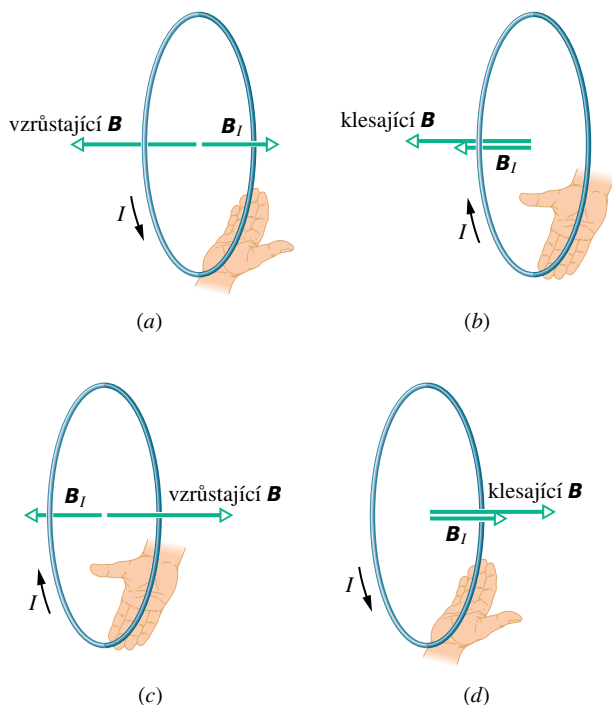 vzrůstající B
B_I
I
(a)
klesající B
B_I
I
(b)
B_I
vzrůstající B
I
(c)
klesající B
B_I
I
(d)